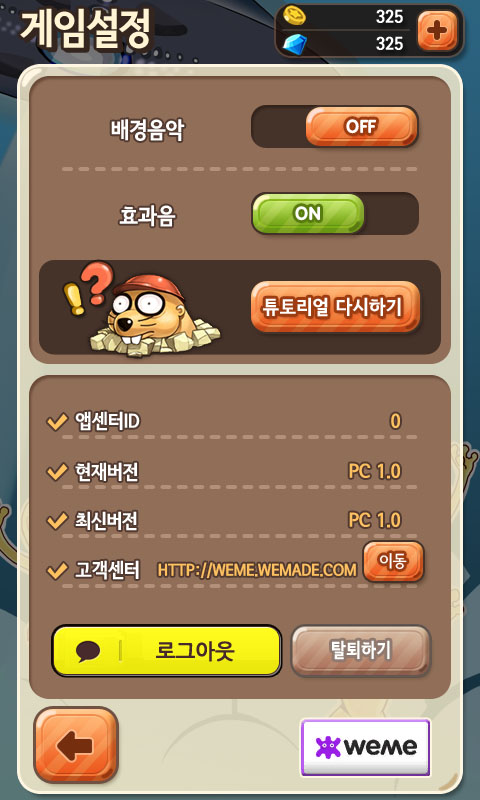 게임설정
325
325
배경음악
OFF
효과음
ON
!?
튜토리얼 다시하기
앱센터ID
0
현재버전
PC 1.0
최신버전
PC 1.0
고객센터
HTTP://WEME.WEMADE.COM
이동
로그아웃
탈퇴하기
weme